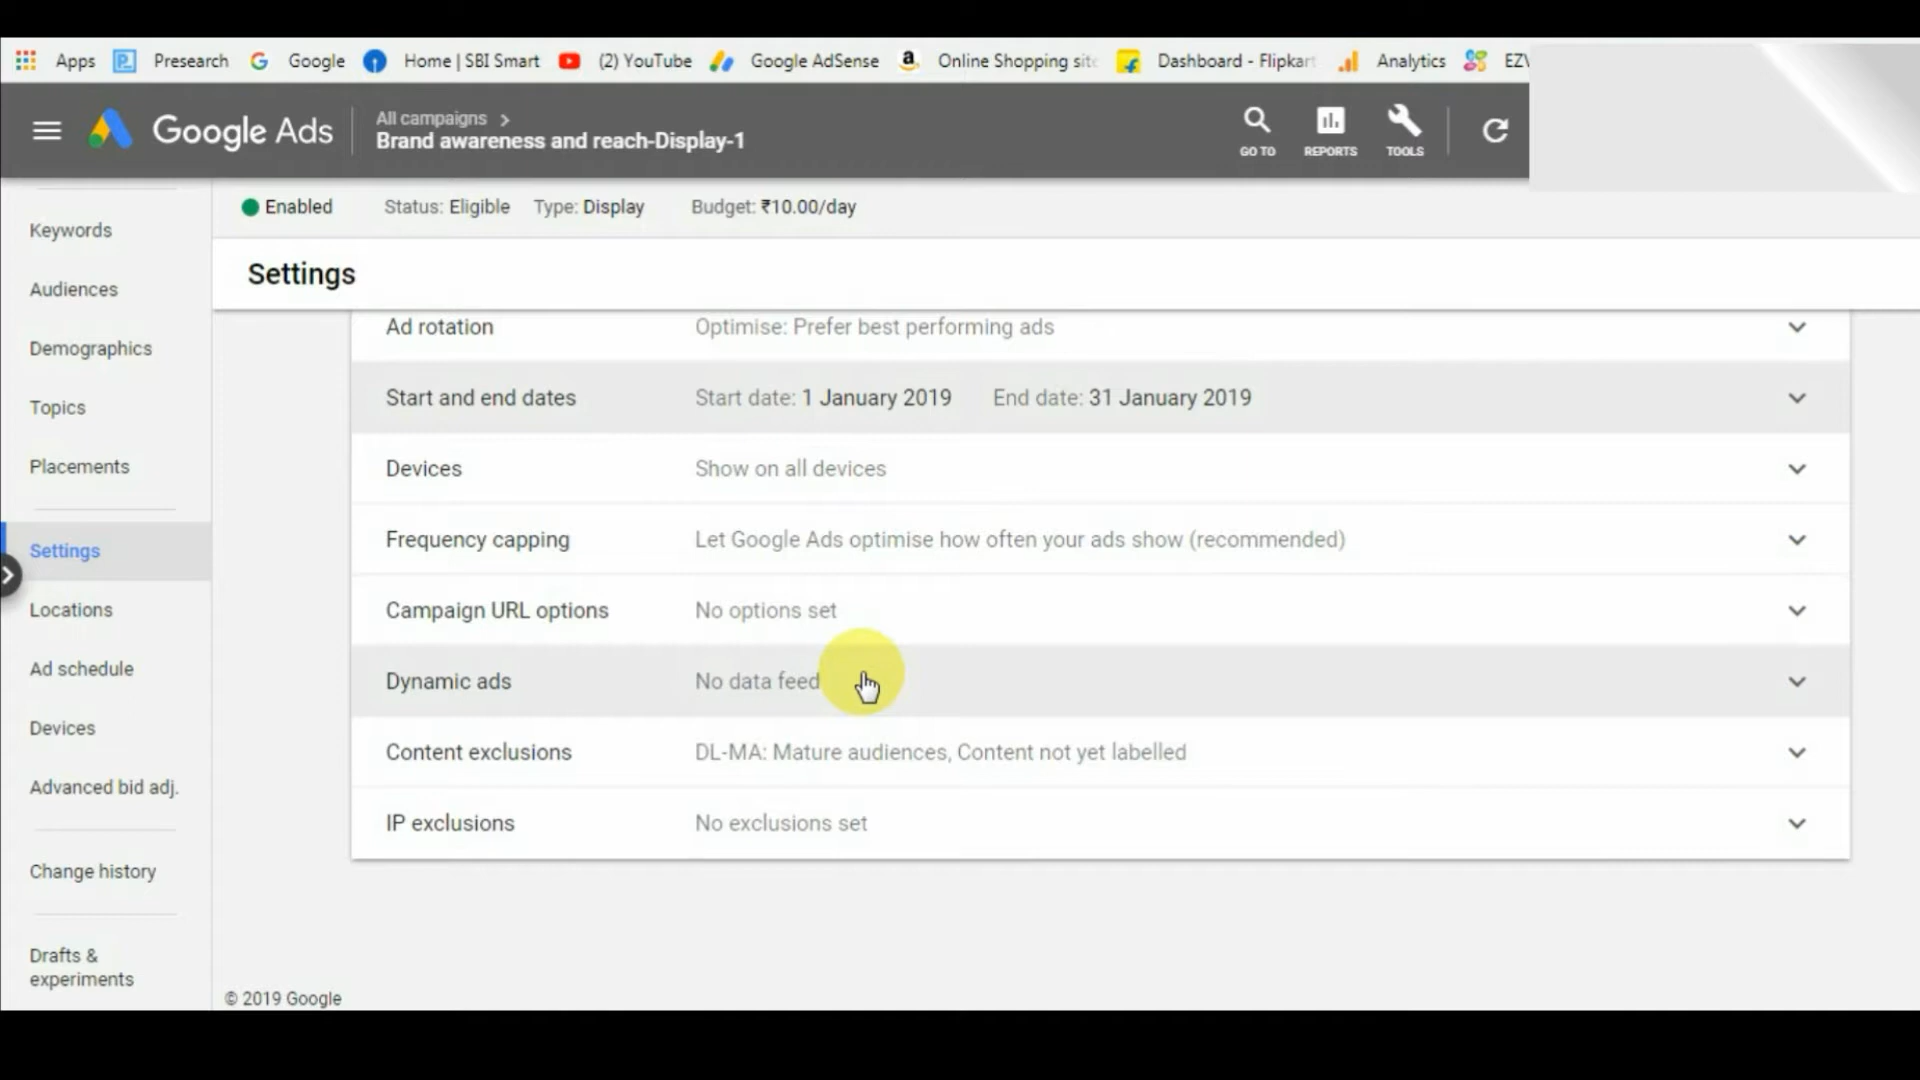 Apps Presearch Google Home | SBI Smart (2) YouTube Google AdSense Online Shopping site Dashboard - Flipkart Analytics
Google Ads
All campaigns >
Brand awareness and reach-Display-1
GO TO REPORTS TOOLS
Enabled Status: Eligible Type: Display Budget: ₹10.00/day
Settings
Keywords
Audiences
Demographics
Topics
Placements
Settings
Locations
Ad schedule
Devices
Advanced bid adj.
Change history
Drafts &
experiments
Ad rotation Optimise: Prefer best performing ads
Start and end dates Start date: 1 January 2019 End date: 31 January 2019
Devices Show on all devices
Frequency capping Let Google Ads optimise how often your ads show (recommended)
Campaign URL options No options set
Dynamic ads No data feed
Content exclusions DL-MA: Mature audiences, Content not yet labelled
IP exclusions No exclusions set
© 2019 Google